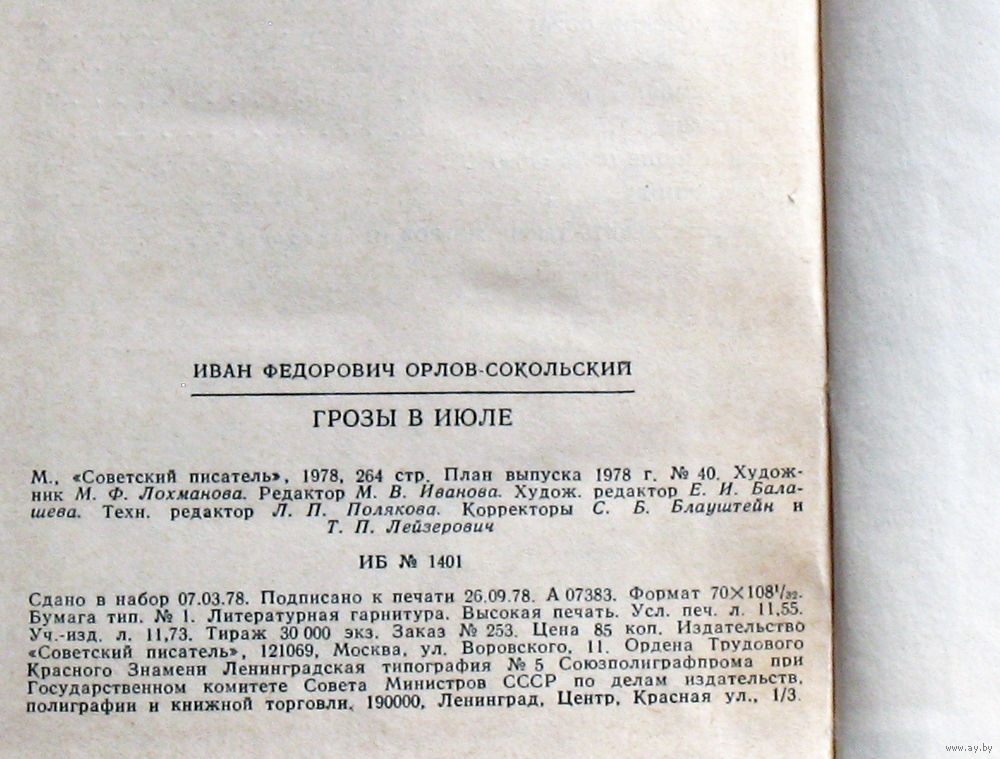 ИВАН ФЕДОРОВИЧ ОРЛОВ-СОКОЛЬСКИЙ
ГРОЗЫ В ИЮЛЕ
М., «Советский писатель», 1978, 264 стр. План выпуска 1978 г. № 40. Худож-
ник М. Ф. Лохманова. Редактор М. В. Иванова. Худож. редактор Е. И. Бала-
шева. Техн. редактор Л. П. Полякова. Корректоры С. Б. Блауштейн и
Т. П. Лейзерович
ИБ № 1401
Сдано в набор 07.03.78. Подписано к печати 26.09.78. А 07383. Формат 70×108¹/₃₂.
Бумага тип. № 1. Литературная гарнитура. Высокая печать. Усл. печ. л. 11,55.
Уч.-изд. л. 11,73. Тираж 30 000 экз. Заказ № 253. Цена 85 коп. Издательство
«Советский писатель», 121069, Москва, ул. Воровского, 11. Ордена Трудового
Красного Знамени Ленинградская типография № 5 Союзполиграфпрома при
Государственном комитете Совета Министров СССР по делам издательств,
полиграфии и книжной торговли, 190000, Ленинград, Центр, Красная ул., 1/3.
www.ay.by